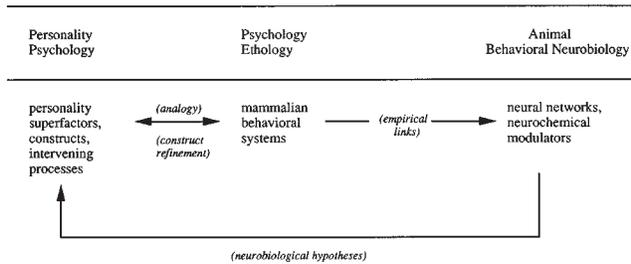 Personality
Psychology
Psychology
Ethology
Animal
Behavioral Neurobiology
personality
superfactors,
constructs,
intervening
processes
(analogy)
(construct
refinement)
mammalian
behavioral
systems
(empirical
links)
neural networks,
neurochemical
modulators
(neurobiological hypotheses)